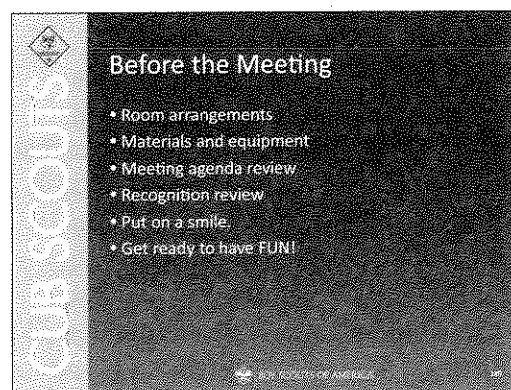 CUB SCOUTS
Before the Meeting
• Room arrangements
• Materials and equipment
• Meeting agenda review
• Recognition review
• Put on a smile.
• Get ready to have FUN!
BOY SCOUTS OF AMERICA